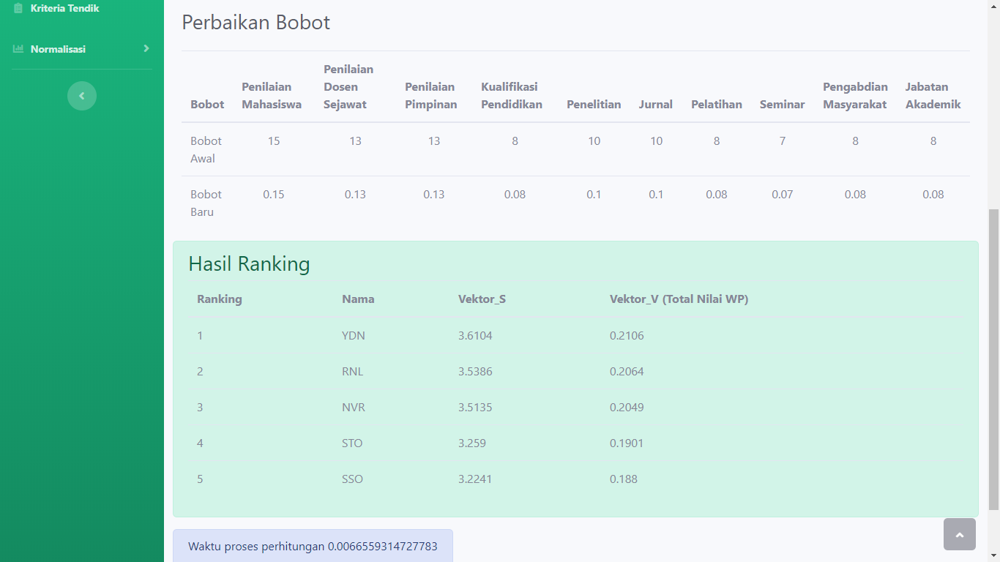 Kriteria Tendik
Normalisasi
Perbaikan Bobot
Bobot Penilaian Mahasiswa Penilaian Dosen Sejawat Penilaian Pimpinan Kualifikasi Pendidikan Penelitian Jurnal Pelatihan Seminar Pengabdian Masyarakat Jabatan Akademik
Bobot Awal 15 13 13 8 10 10 8 7 8 8
Bobot Baru 0.15 0.13 0.13 0.08 0.1 0.1 0.08 0.07 0.08 0.08
Hasil Ranking
Ranking Nama Vektor_S Vektor_V (Total Nilai WP)
1 YDN 3.6104 0.2106
2 RNL 3.5386 0.2064
3 NVR 3.5135 0.2049
4 STO 3.259 0.1901
5 SSO 3.2241 0.188
Waktu proses perhitungan 0.0066559314727783